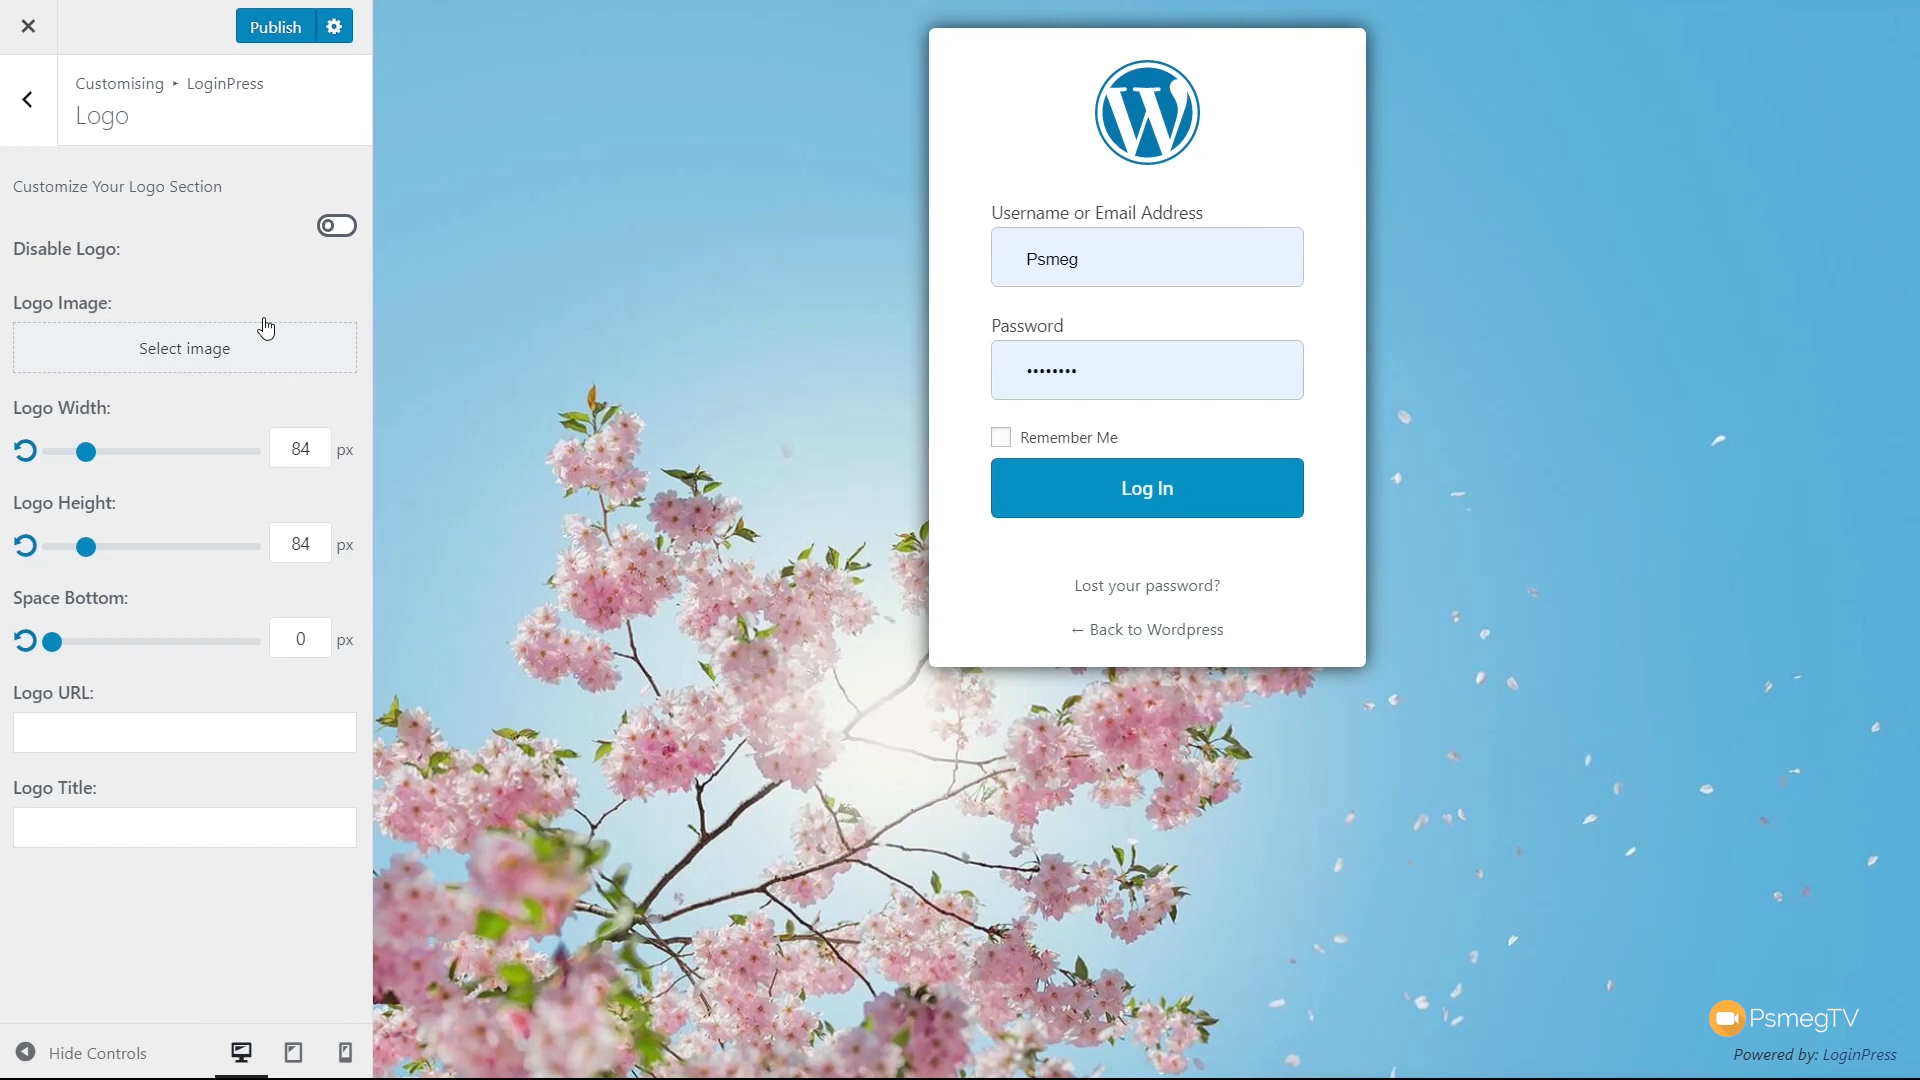 Publish
Customising ▸ LoginPress
Logo
Customize Your Logo Section
Disable Logo:
Logo Image:
Select image
Logo Width:
84 px
Logo Height:
84 px
Space Bottom:
0 px
Logo URL:
Logo Title:
Hide Controls
W
Username or Email Address
Psmeg
Password
••••••••
Remember Me
Log In
Lost your password?
← Back to Wordpress
PsmegTV
Powered by: LoginPress